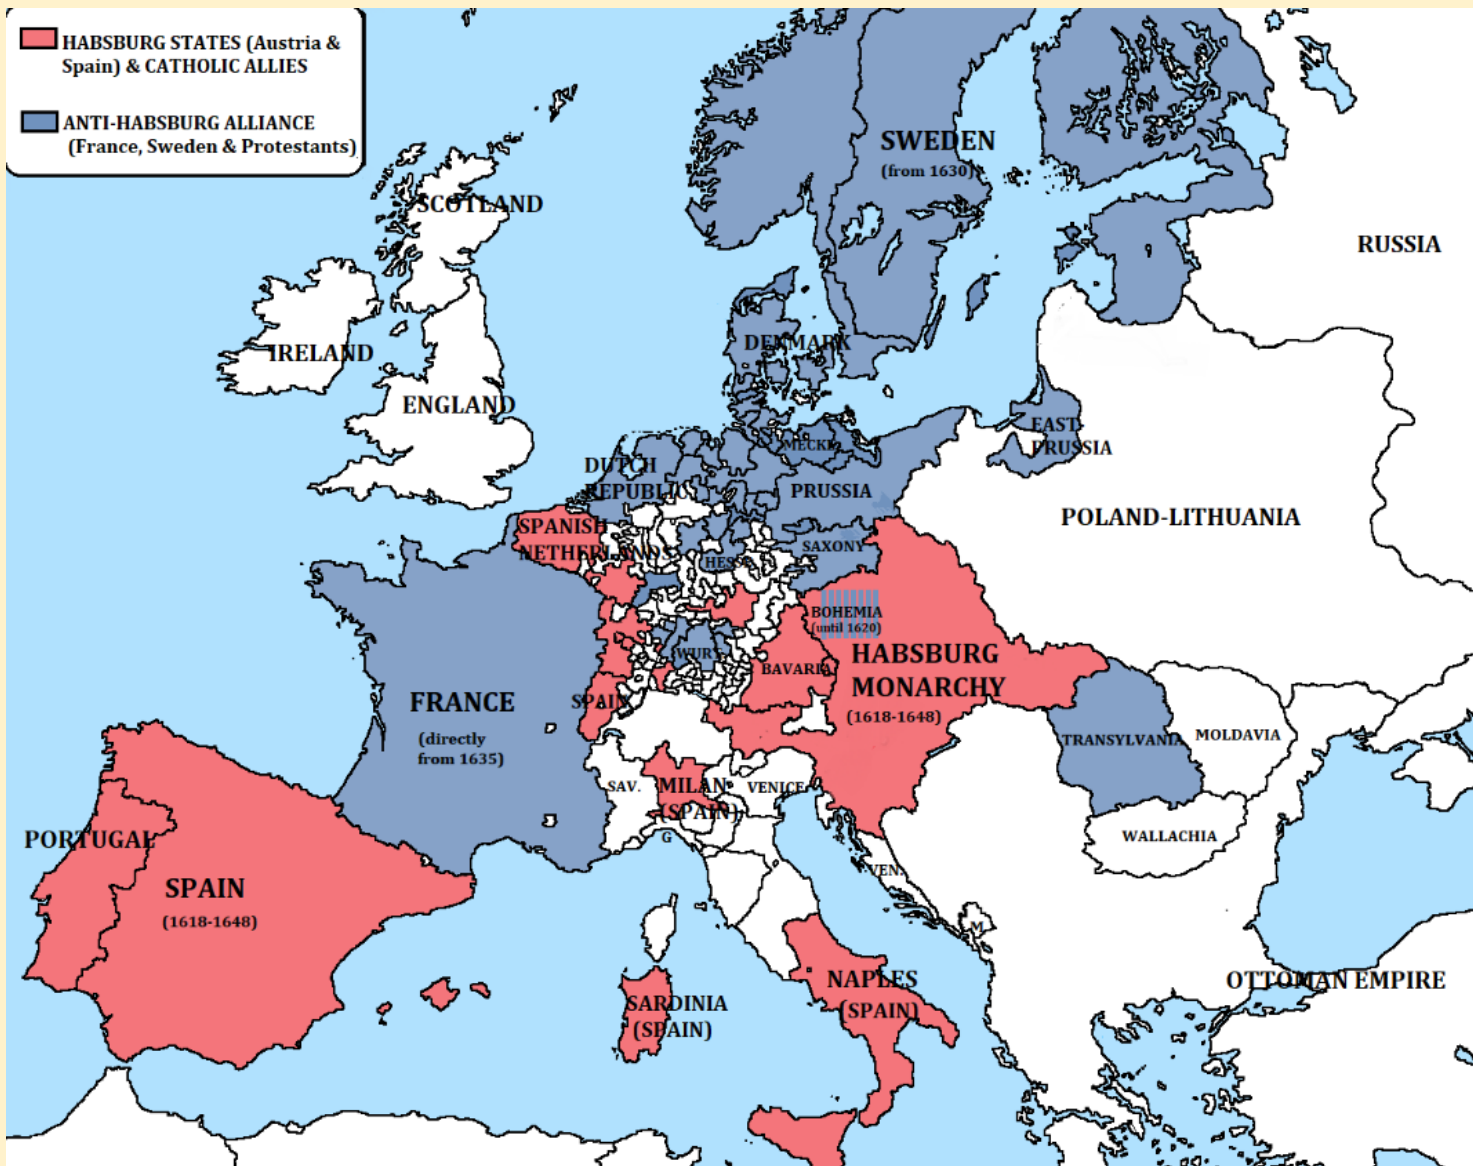 HABSBURG STATES (Austria &
Spain) & CATHOLIC ALLIES
ANTI-HABSBURG ALLIANCE
(France, Sweden & Protestants)
SWEDEN
(from 1630)
SCOTLAND
RUSSIA
IRELAND
DENMARK
ENGLAND
EAST
PRUSSIA
MECKL
DUTCH
REPUBLIC
PRUSSIA
POLAND-LITHUANIA
SPANISH
NETHERLANDS
SAXONY
HESSE
BOHEMIA
(until 1620)
WURT
BAVARIA
HABSBURG
MONARCHY
(1618-1648)
FRANCE
(directly
from 1635)
SPAIN
TRANSYLVANIA
MOLDAVIA
SAV.
MILAN
(SPAIN)
VENICE
G
WALLACHIA
PORTUGAL
SPAIN
(1618-1648)
VEN.
M
NAPLES
(SPAIN)
OTTOMAN EMPIRE
SARDINIA
(SPAIN)